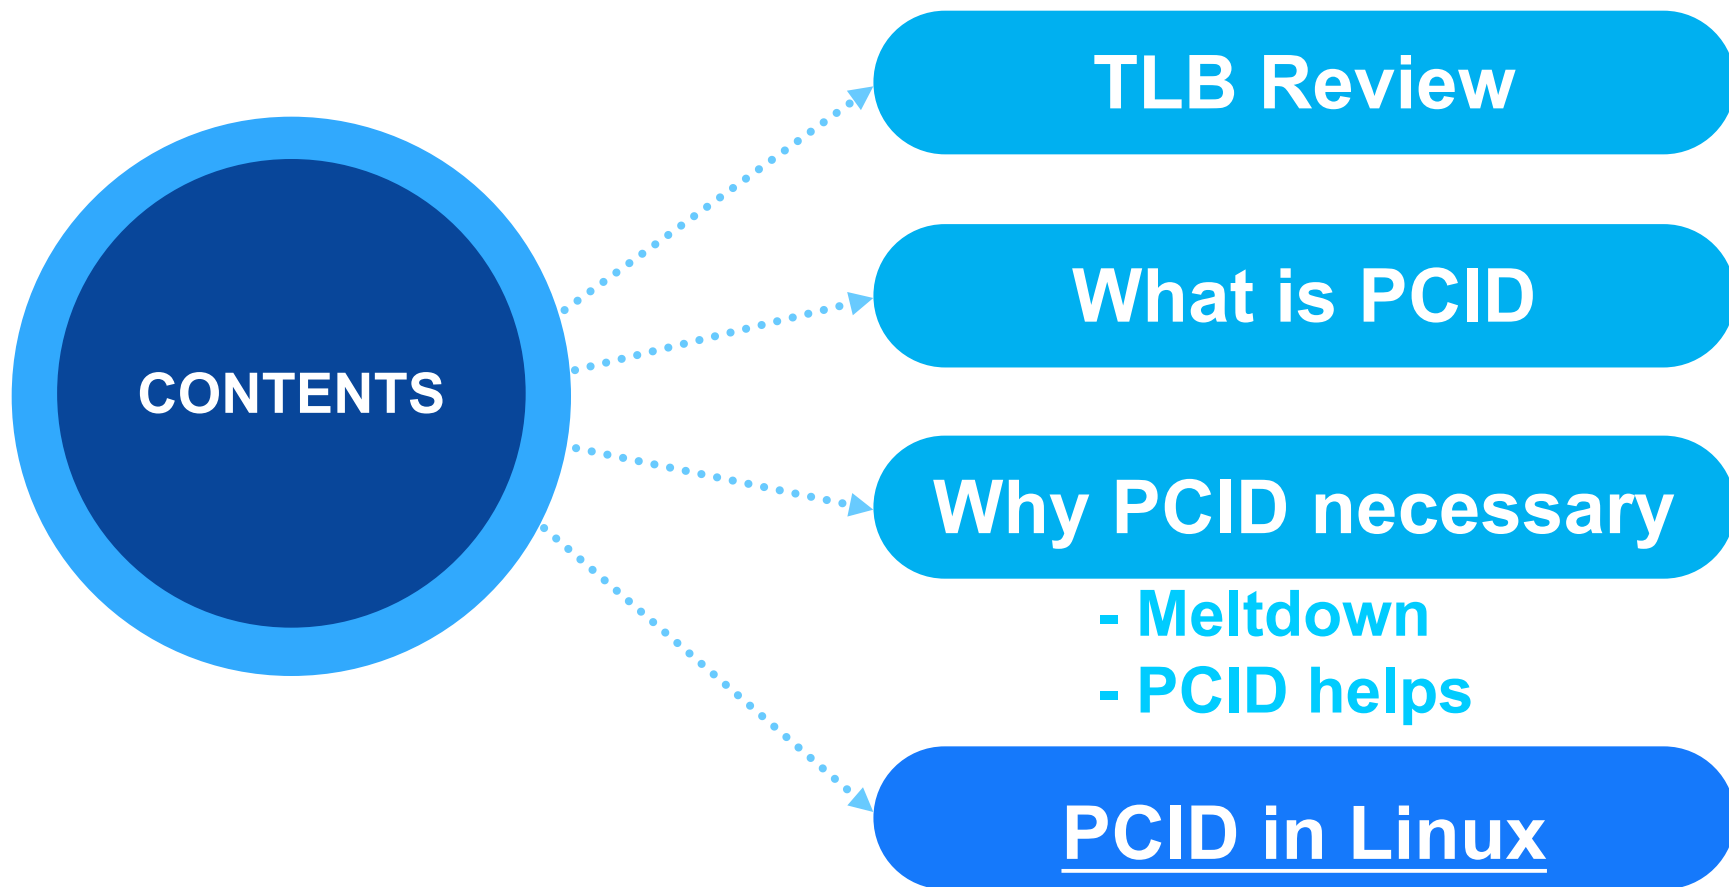 CONTENTS
TLB Review
What is PCID
Why PCID necessary
- Meltdown
- PCID helps
PCID in Linux